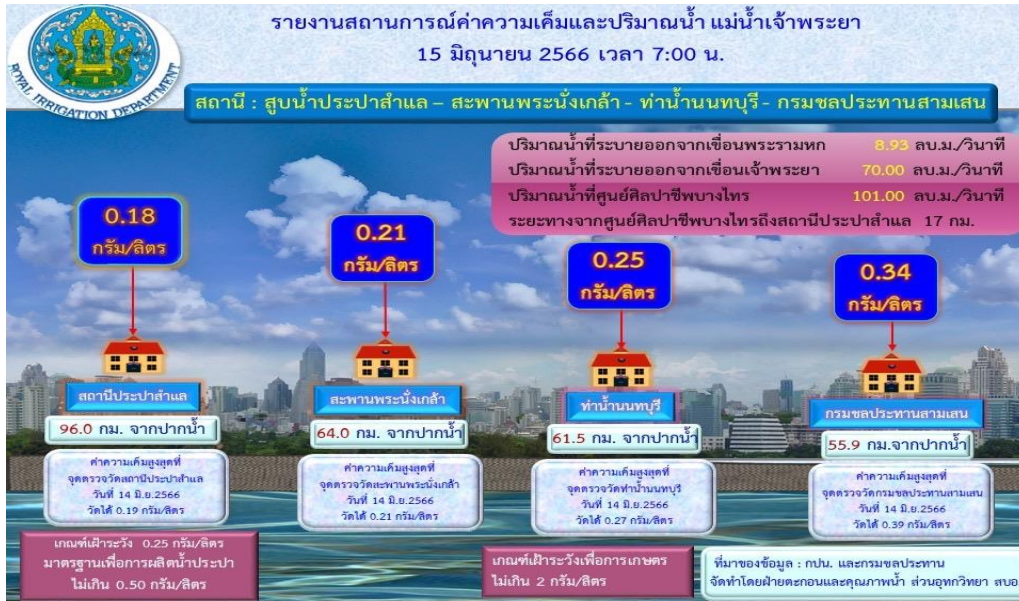 รายงานสถานการณ์ค่าความเค็มและปริมาณน้ำ แม่น้ำเจ้าพระยา
15 มิถุนายน 2566 เวลา 7:00 น.
ROYAL IRRIGATION DEPARTMENT
สถานี : สูบน้ำประปาสำแล – สะพานพระนั่งเกล้า - ท่าน้ำนนทบุรี - กรมชลประทานสามเสน
ปริมาณน้ำที่ระบายออกจากเขื่อนพระรามหก 8.93 ลบ.ม./วินาที
ปริมาณน้ำที่ระบายออกจากเขื่อนเจ้าพระยา 70.00 ลบ.ม./วินาที
ปริมาณน้ำที่ศูนย์ศิลปาชีพบางไทร 101.00 ลบ.ม./วินาที
ระยะทางจากศูนย์ศิลปาชีพบางไทรถึงสถานีประปาสำแล 17 กม.
0.18
กรัม/ลิตร
0.21
กรัม/ลิตร
0.25
กรัม/ลิตร
0.34
กรัม/ลิตร
สถานีประปาสำแล
สะพานพระนั่งเกล้า
ท่าน้ำนนทบุรี
กรมชลประทานสามเสน
96.0 กม. จากปากน้ำ
64.0 กม. จากปากน้ำ
61.5 กม. จากปากน้ำ
55.9 กม.จากปากน้ำ
ค่าความเค็มสูงสุดที่
จุดตรวจวัดสถานีประปาสำแล
วันที่ 14 มิ.ย.2566
วัดได้ 0.19 กรัม/ลิตร
ค่าความเค็มสูงสุดที่
จุดตรวจวัดสะพานพระนั่งเกล้า
วันที่ 14 มิ.ย.2566
วัดได้ 0.21 กรัม/ลิตร
ค่าความเค็มสูงสุดที่
จุดตรวจวัดท่าน้ำนนทบุรี
วันที่ 14 มิ.ย.2566
วัดได้ 0.27 กรัม/ลิตร
ค่าความเค็มสูงสุดที่
จุดตรวจวัดกรมชลประทานสามเสน
วันที่ 14 มิ.ย.2566
วัดได้ 0.39 กรัม/ลิตร
เกณฑ์เฝ้าระวัง 0.25 กรัม/ลิตร
มาตรฐานเพื่อการผลิตน้ำประปา
ไม่เกิน 0.50 กรัม/ลิตร
เกณฑ์เฝ้าระวังเพื่อการเกษตร
ไม่เกิน 2 กรัม/ลิตร
ที่มาของข้อมูล : กปน. และกรมชลประทาน
จัดทำโดยฝ่ายตะกอนและคุณภาพน้ำ ส่วนอุทกวิทยา สบอ